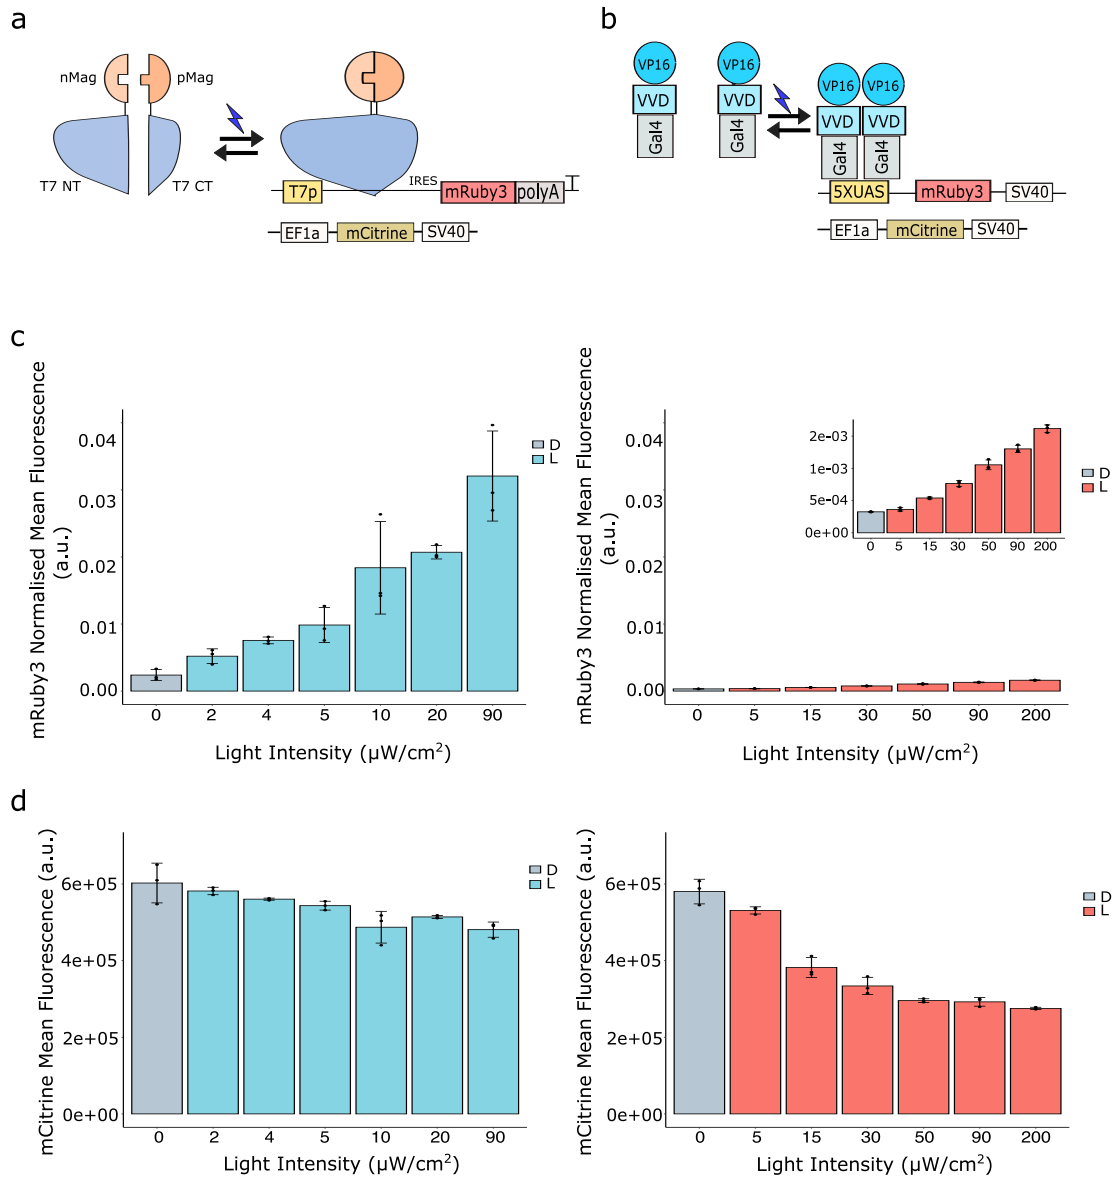 a
nMag
pMag
T7 NT
T7 CT
IRES
T7p
mRuby3
polyA
EF1a
mCitrine
SV40
b
VP16
VP16
VP16
VP16
VVD
VVD
VVD
VVD
Gal4
Gal4
Gal4
Gal4
5XUAS
mRuby3
SV40
EF1a
mCitrine
SV40
c
mRuby3 Normalised Mean Fluorescence
(a.u.)
0.04
0.03
0.02
0.01
0.00
0 2 4 5 10 20 90
Light Intensity (µW/cm²)
D
L
mRuby3 Normalised Mean Fluorescence
(a.u.)
0.04
0.03
0.02
0.01
0.00
0 5 15 30 50 90 200
Light Intensity (µW/cm²)
2e-03
1e-03
5e-04
0e+00
0 5 15 30 50 90 200
D
L
d
mCitrine Mean Fluorescence (a.u.)
6e+05
4e+05
2e+05
0e+00
0 2 4 5 10 20 90
Light Intensity (µW/cm²)
D
L
mCitrine Mean Fluorescence (a.u.)
6e+05
4e+05
2e+05
0e+00
0 5 15 30 50 90 200
Light Intensity (µW/cm²)
D
L